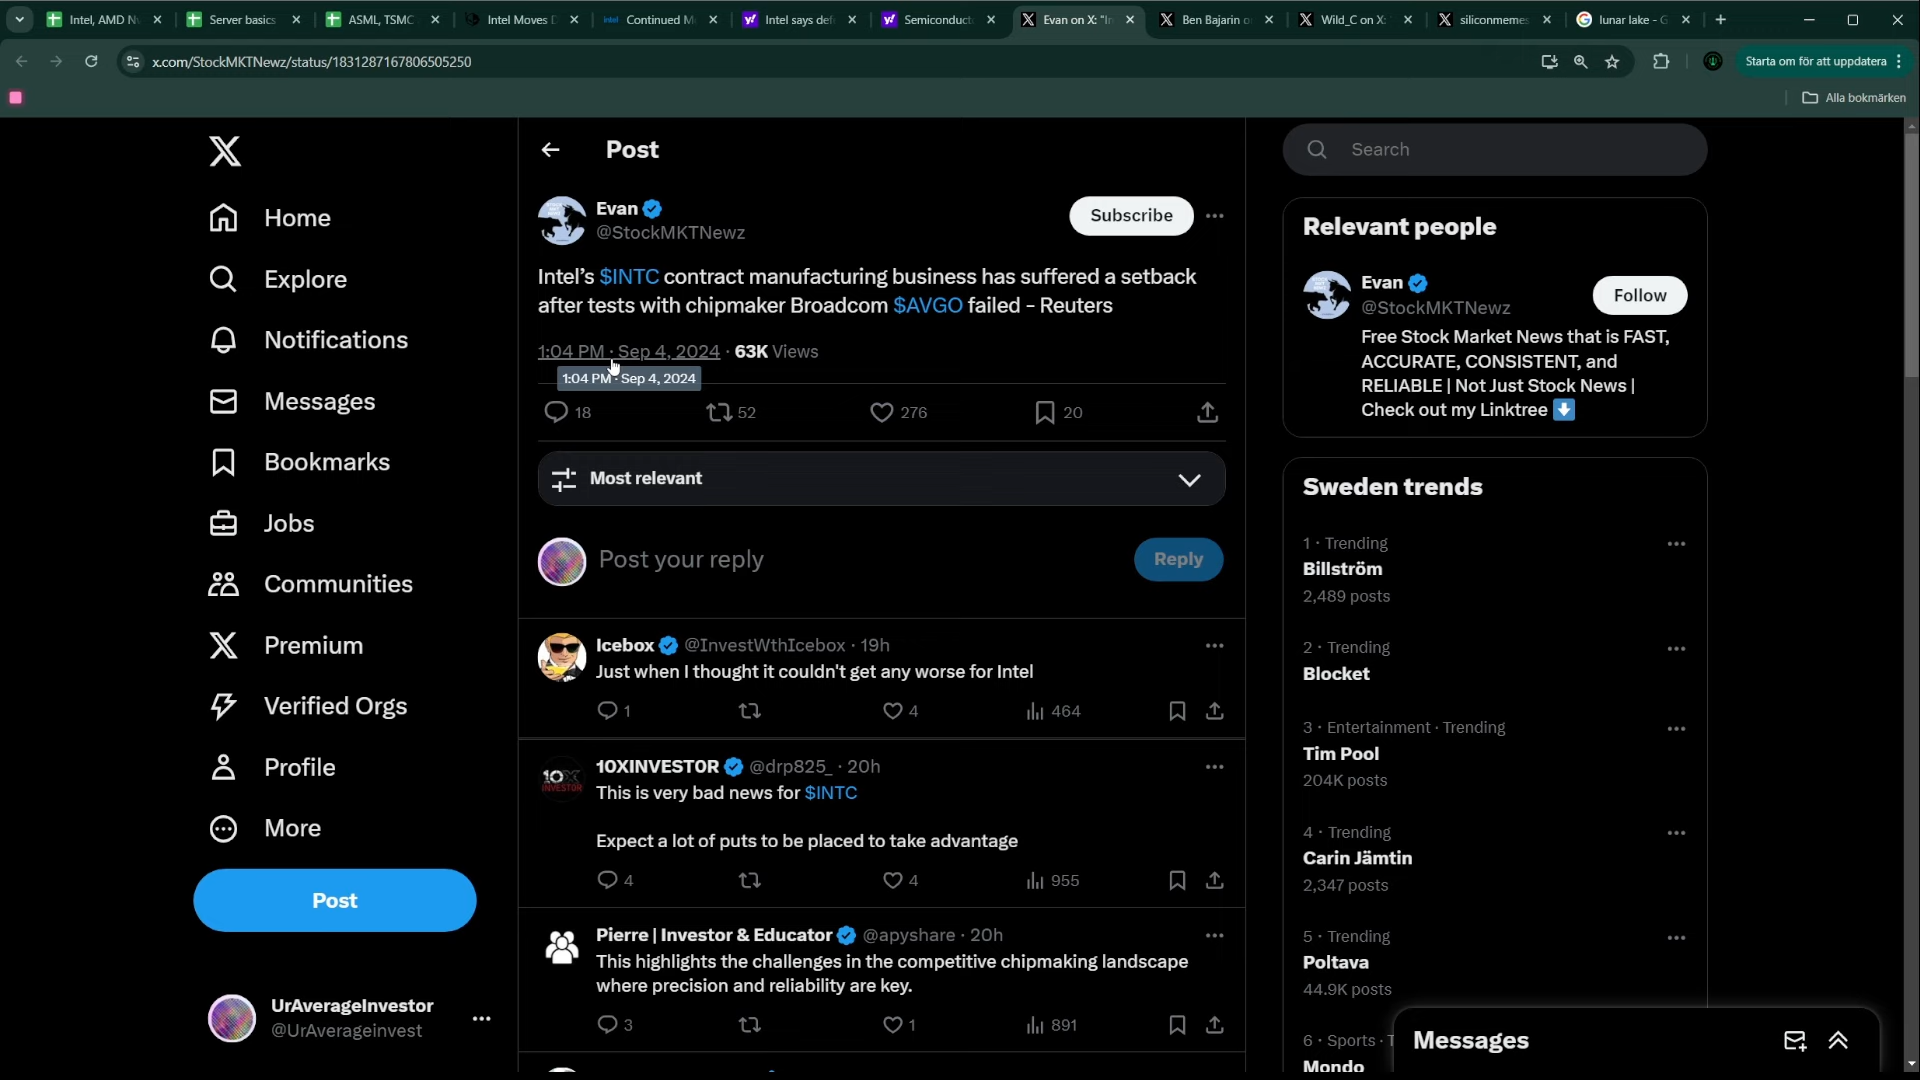 Intel, AMD N
Server basics
ASML, TSMC
Intel Moves
Continued M
Intel says def
Semiconduct
Evan on X: "In
Ben Bajarin o
Wild_C on X:
siliconmemes
lunar lake - G
x.com/StockMKTNewz/status/1831287167806505250
Starta om för att uppdatera
Alla bokmärken
Home
Explore
Notifications
Messages
Bookmarks
Jobs
Communities
Premium
Verified Orgs
Profile
More
Post
UrAverageInvestor
@UrAverageinvest
Post
Evan
@StockMKTNewz
Subscribe
Intel's $INTC contract manufacturing business has suffered a setback
after tests with chipmaker Broadcom $AVGO failed - Reuters
1:04 PM · Sep 4, 2024 · 63K Views
1:04 PM · Sep 4, 2024
18 52 276 20
Most relevant
Post your reply
Reply
Icebox @InvestWthIcebox · 19h
Just when I thought it couldn't get any worse for Intel
1 4 464
10X
INVESTOR
10XINVESTOR @drp825_ · 20h
This is very bad news for $INTC
Expect a lot of puts to be placed to take advantage
4 4 955
Pierre | Investor & Educator @apyshare · 20h
This highlights the challenges in the competitive chipmaking landscape
where precision and reliability are key.
3 1 891
Search
Relevant people
Evan
@StockMKTNewz
Follow
Free Stock Market News that is FAST,
ACCURATE, CONSISTENT, and
RELIABLE | Not Just Stock News |
Check out my Linktree ⬇️
Sweden trends
1 · Trending
Billström
2,489 posts
2 · Trending
Blocket
3 · Entertainment · Trending
Tim Pool
204K posts
4 · Trending
Carin Jämtin
2,347 posts
5 · Trending
Poltava
44.9K posts
6 · Sports · T
Mondo
Messages